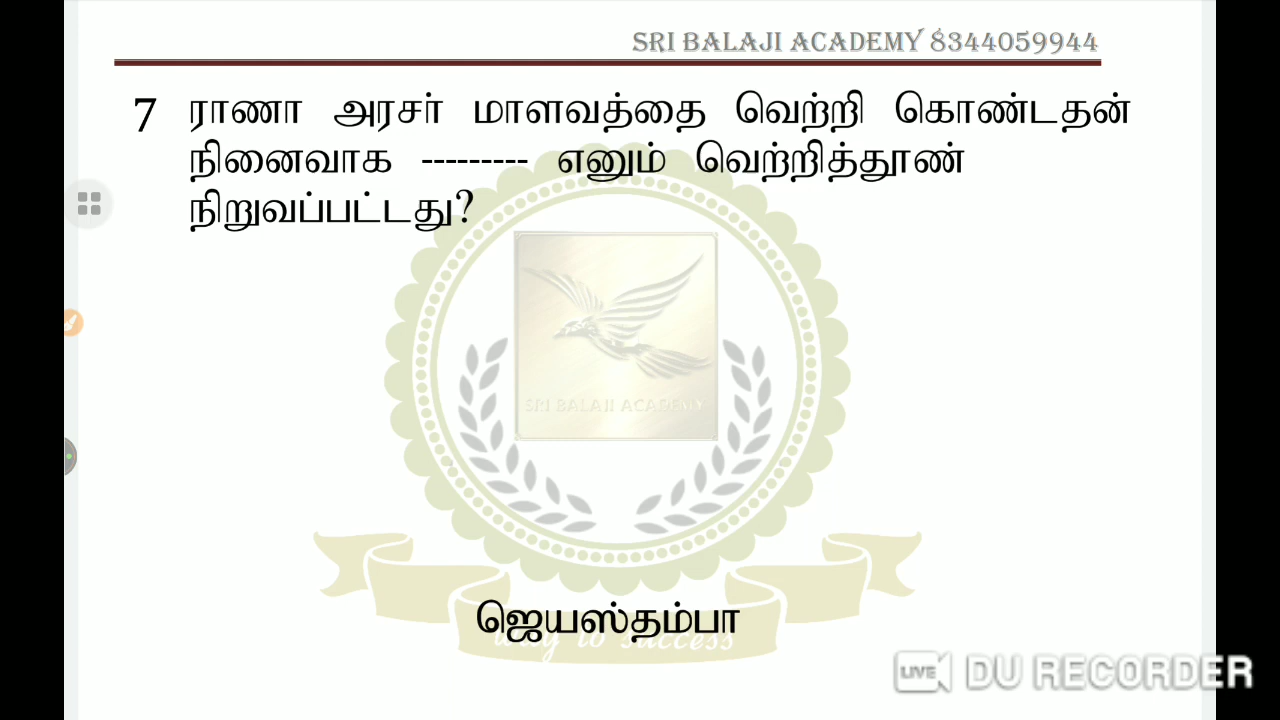 SRI BALAJI ACADEMY 8344059944
7 ராணா அரசர் மாளவத்தை வெற்றி கொண்டதன்
நினைவாக --------- எனும் வெற்றித்தூண்
நிறுவப்பட்டது?
SRI BALAJI ACADEMY
ஜெயஸ்தம்பா
way to success
LIVE DU RECORDER